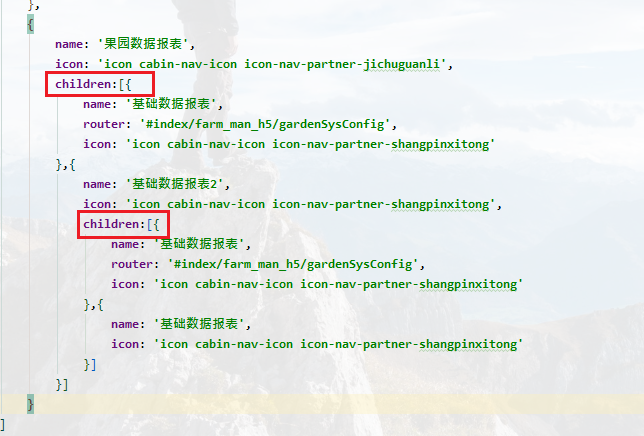 },
{
name: '果园数据报表',
icon: 'icon cabin-nav-icon icon-nav-partner-jichuguanli',
children:[{
name: '基础数据报表',
router: '#index/farm_man_h5/gardenSysConfig',
icon: 'icon cabin-nav-icon icon-nav-partner-shangpinxitong'
},{
name: '基础数据报表2',
icon: 'icon cabin-nav-icon icon-nav-partner-shangpinxitong',
children:[{
name: '基础数据报表',
router: '#index/farm_man_h5/gardenSysConfig',
icon: 'icon cabin-nav-icon icon-nav-partner-shangpinxitong'
},{
name: '基础数据报表',
icon: 'icon cabin-nav-icon icon-nav-partner-shangpinxitong'
}]
}]
}
]